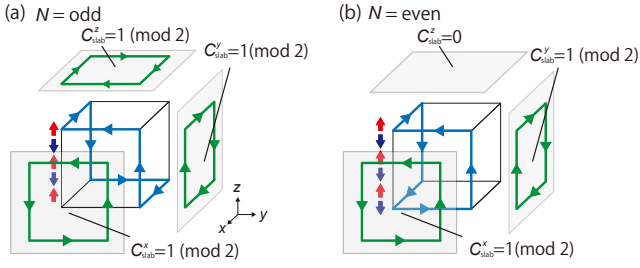 (a) N = odd
C^z_slab=1 (mod 2)
C^y_slab=1(mod 2)
z
y
x
C^x_slab=1 (mod 2)
(b) N = even
C^z_slab=0
C^y_slab=1 (mod 2)
z
y
x
C^x_slab=1(mod 2)